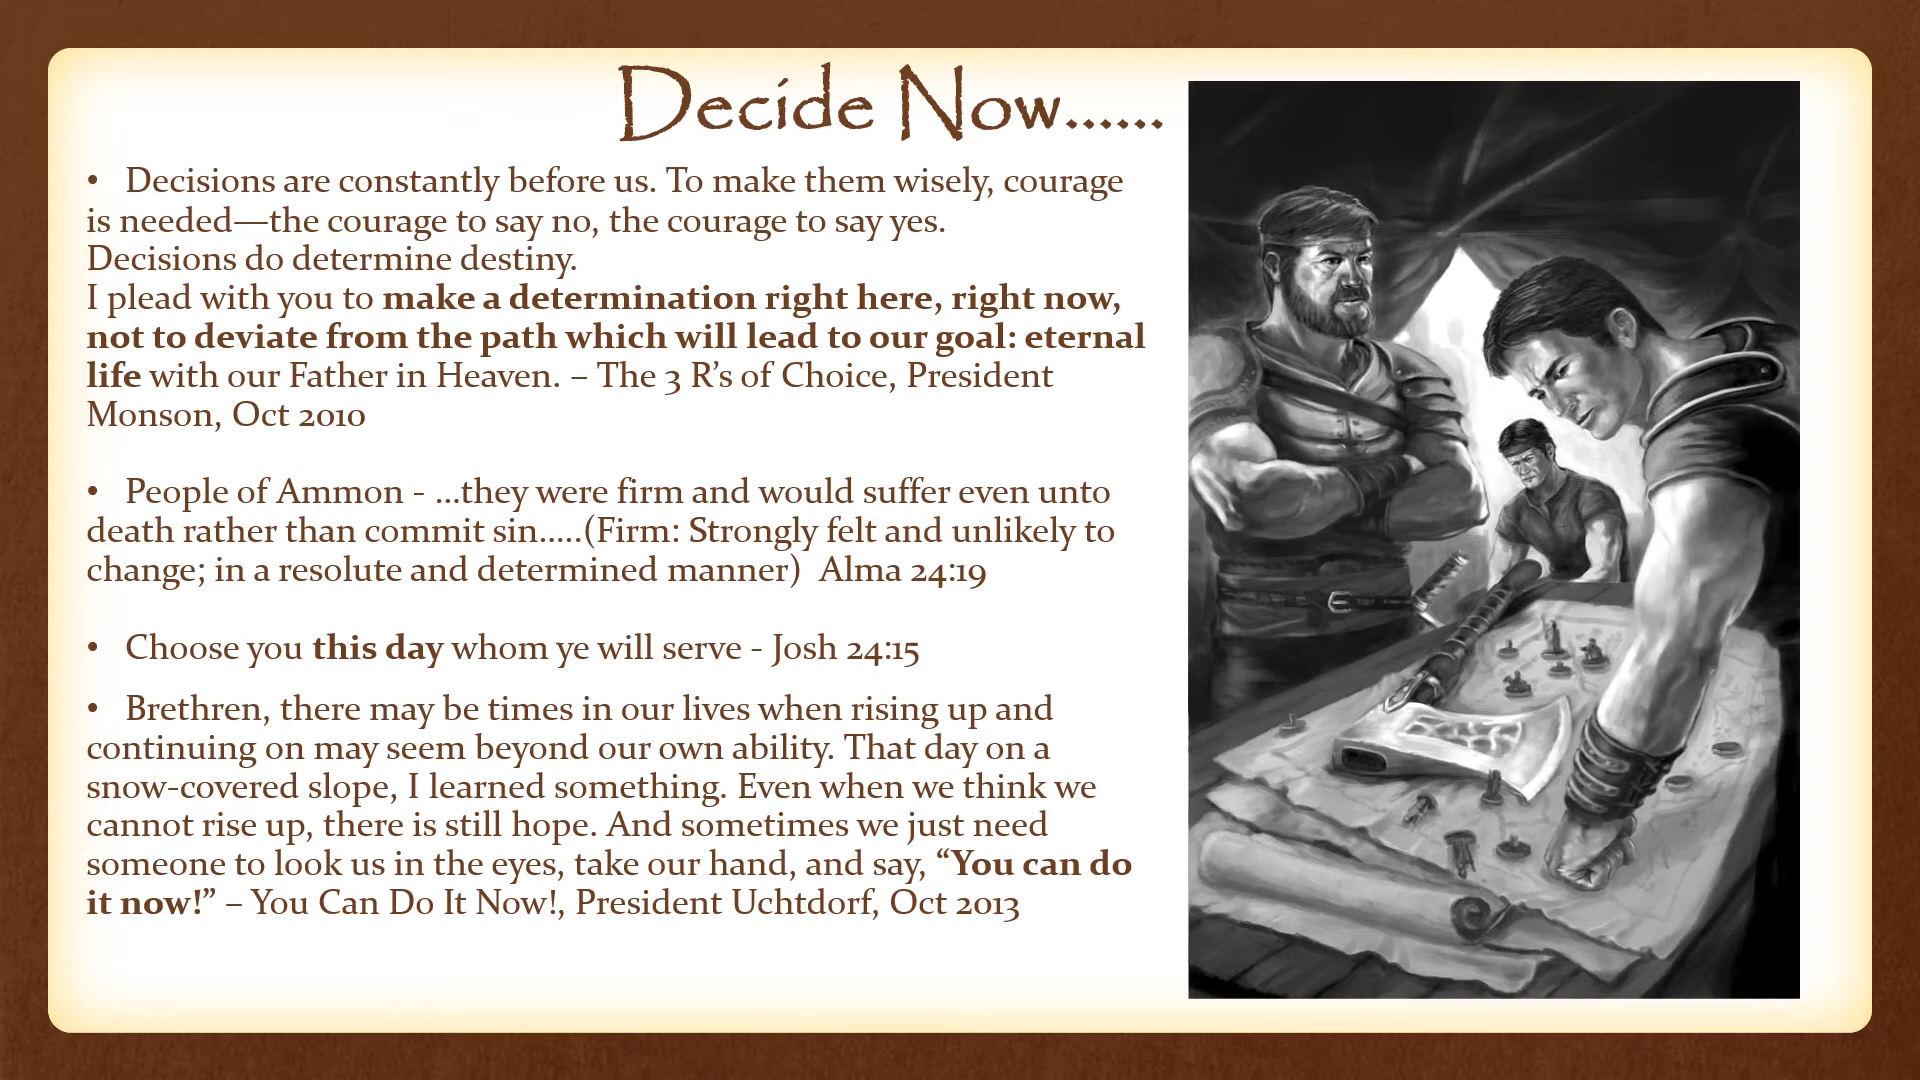 Decide Now......
• Decisions are constantly before us. To make them wisely, courage
is needed—the courage to say no, the courage to say yes.
Decisions do determine destiny.
I plead with you to make a determination right here, right now,
not to deviate from the path which will lead to our goal: eternal
life with our Father in Heaven. – The 3 R’s of Choice, President
Monson, Oct 2010
• People of Ammon - …they were firm and would suffer even unto
death rather than commit sin…..(Firm: Strongly felt and unlikely to
change; in a resolute and determined manner)  Alma 24:19
• Choose you this day whom ye will serve - Josh 24:15
• Brethren, there may be times in our lives when rising up and
continuing on may seem beyond our own ability. That day on a
snow-covered slope, I learned something. Even when we think we
cannot rise up, there is still hope. And sometimes we just need
someone to look us in the eyes, take our hand, and say, “You can do
it now!” – You Can Do It Now!, President Uchtdorf, Oct 2013